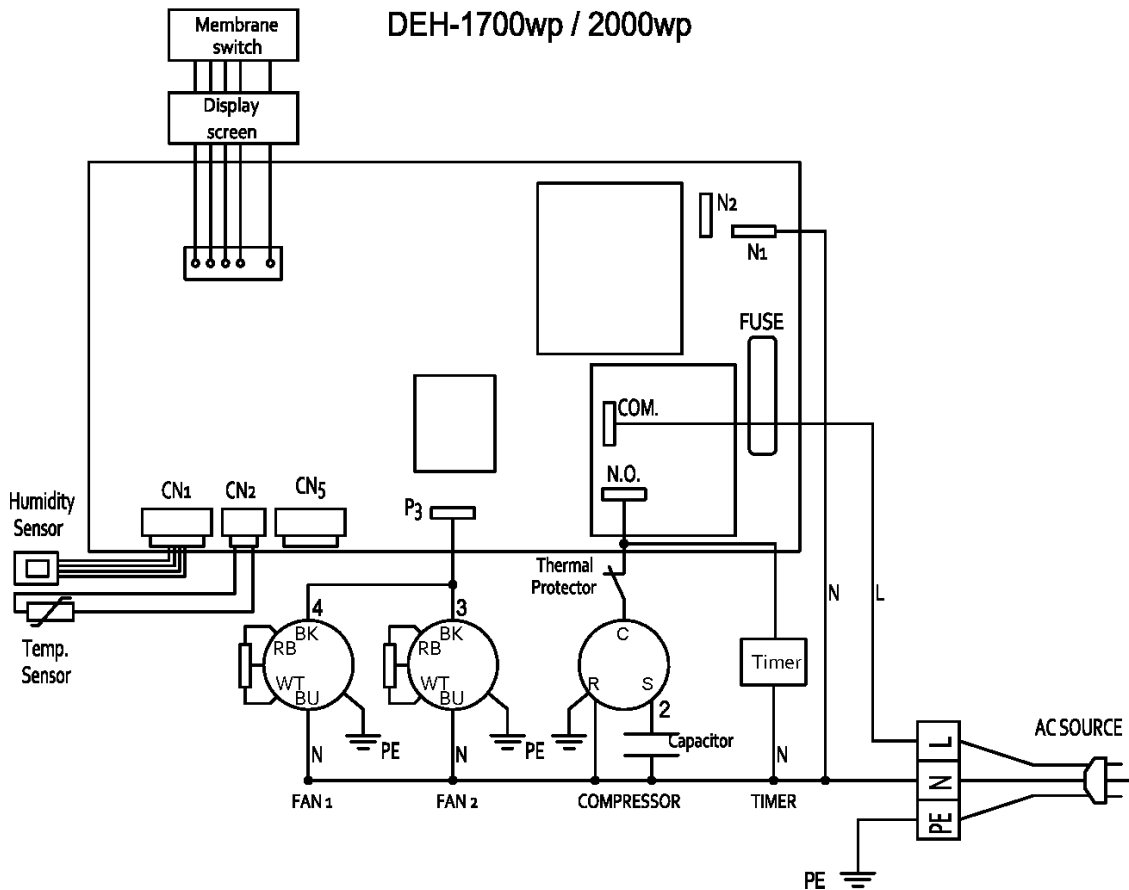 DEH-1700wp / 2000wp
Membrane
switch
Display
screen
N2
N1
FUSE
COM.
N.O.
CN1
CN2
CN5
P3
Humidity
Sensor
Temp.
Sensor
Thermal
Protector
N
L
4
BK
RB
WT
BU
N
PE
3
BK
RB
WT
BU
N
PE
C
R
S
2
Capacitor
Timer
N
FAN 1
FAN 2
COMPRESSOR
TIMER
L
N
PE
AC SOURCE
PE